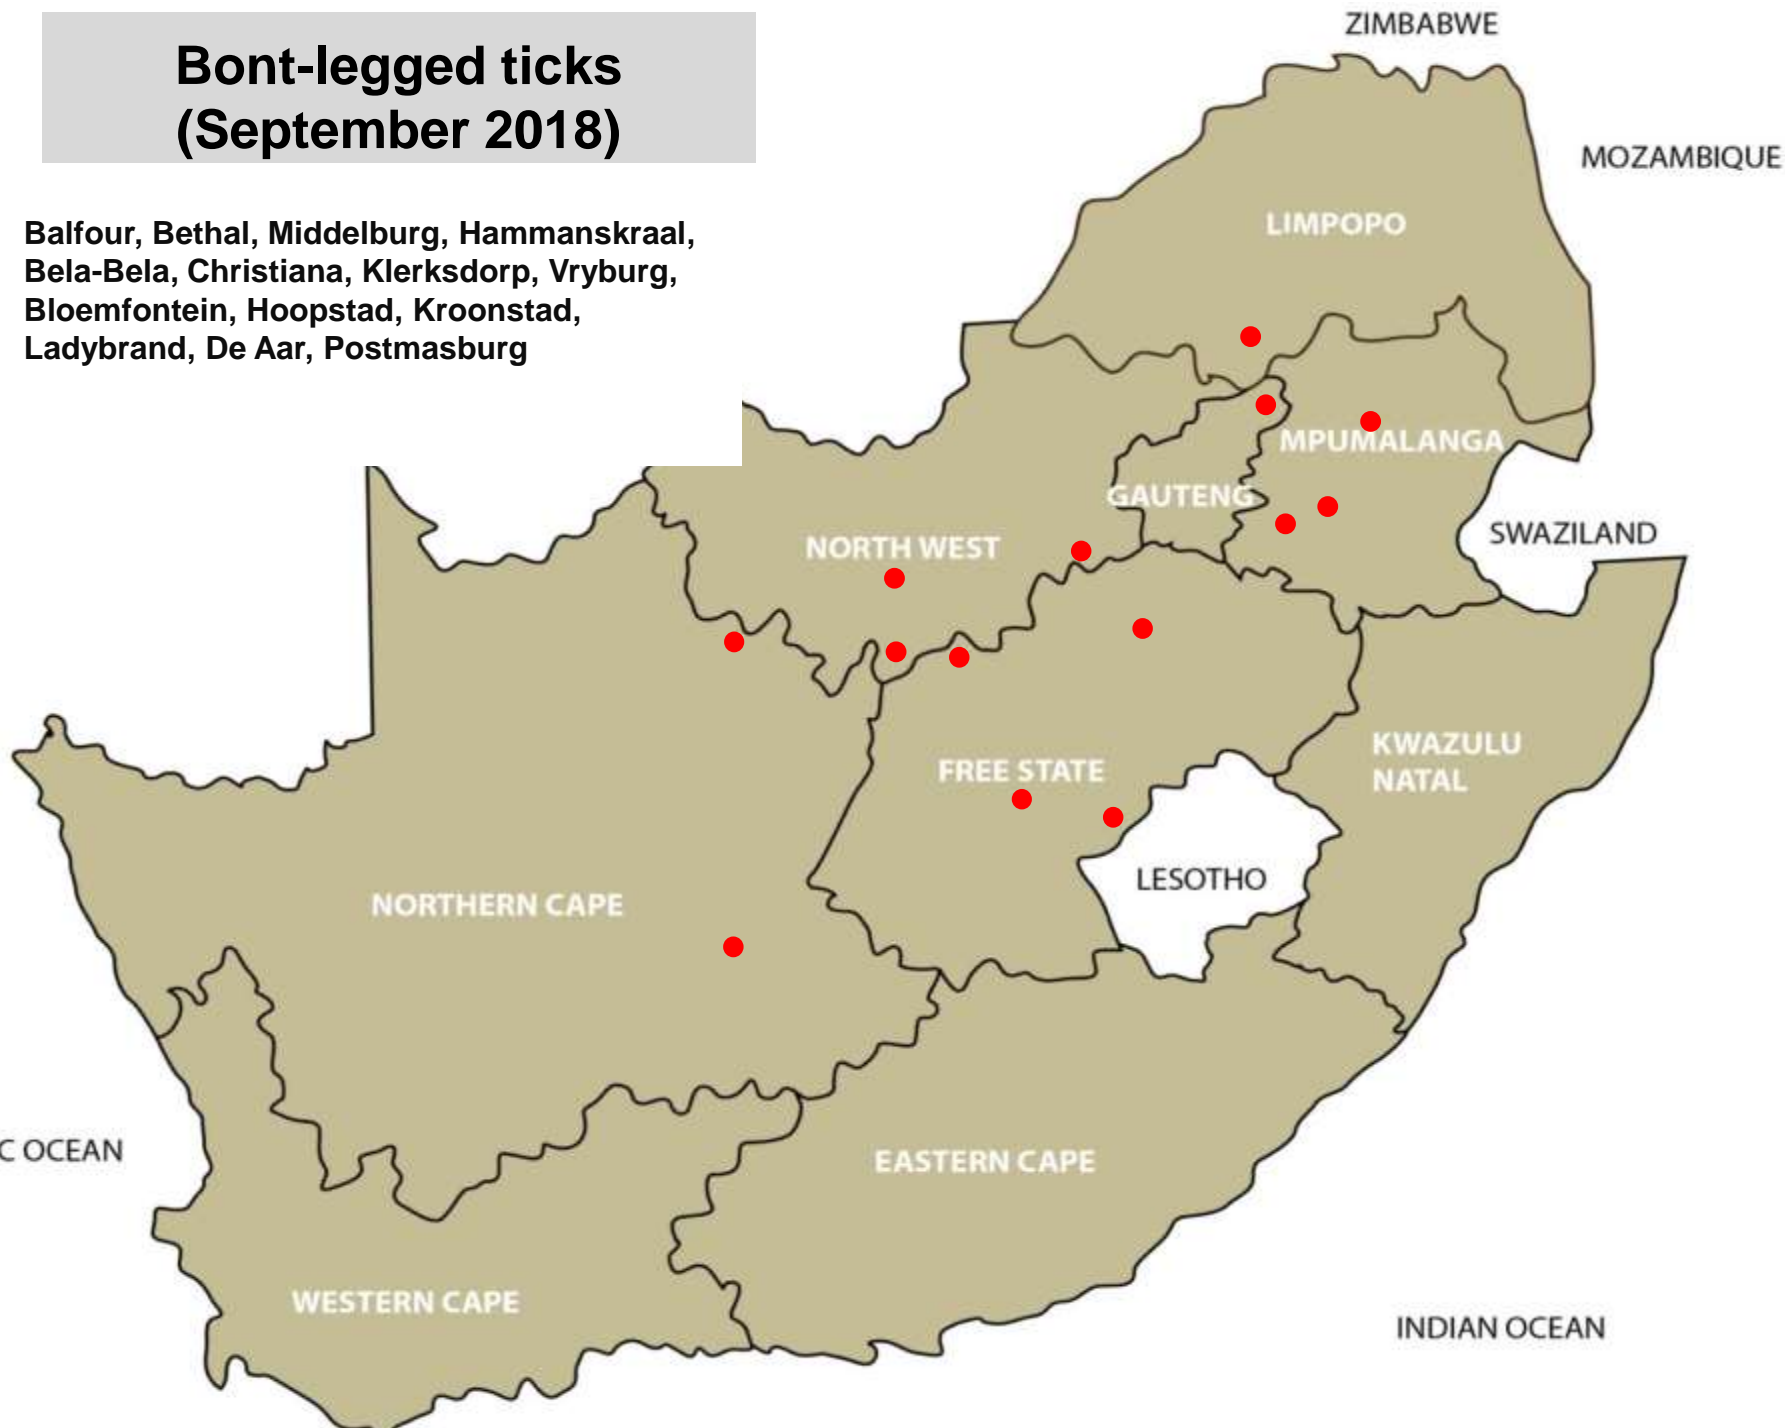 Bont-legged ticks
(September 2018)
Balfour, Bethal, Middelburg, Hammanskraal,
Bela-Bela, Christiana, Klerksdorp, Vryburg,
Bloemfontein, Hoopstad, Kroonstad,
Ladybrand, De Aar, Postmasburg
ZIMBABWE
MOZAMBIQUE
LIMPOPO
MPUMALANGA
GAUTENG
SWAZILAND
NORTH WEST
KWAZULU
NATAL
FREE STATE
LESOTHO
NORTHERN CAPE
C OCEAN
EASTERN CAPE
WESTERN CAPE
INDIAN OCEAN